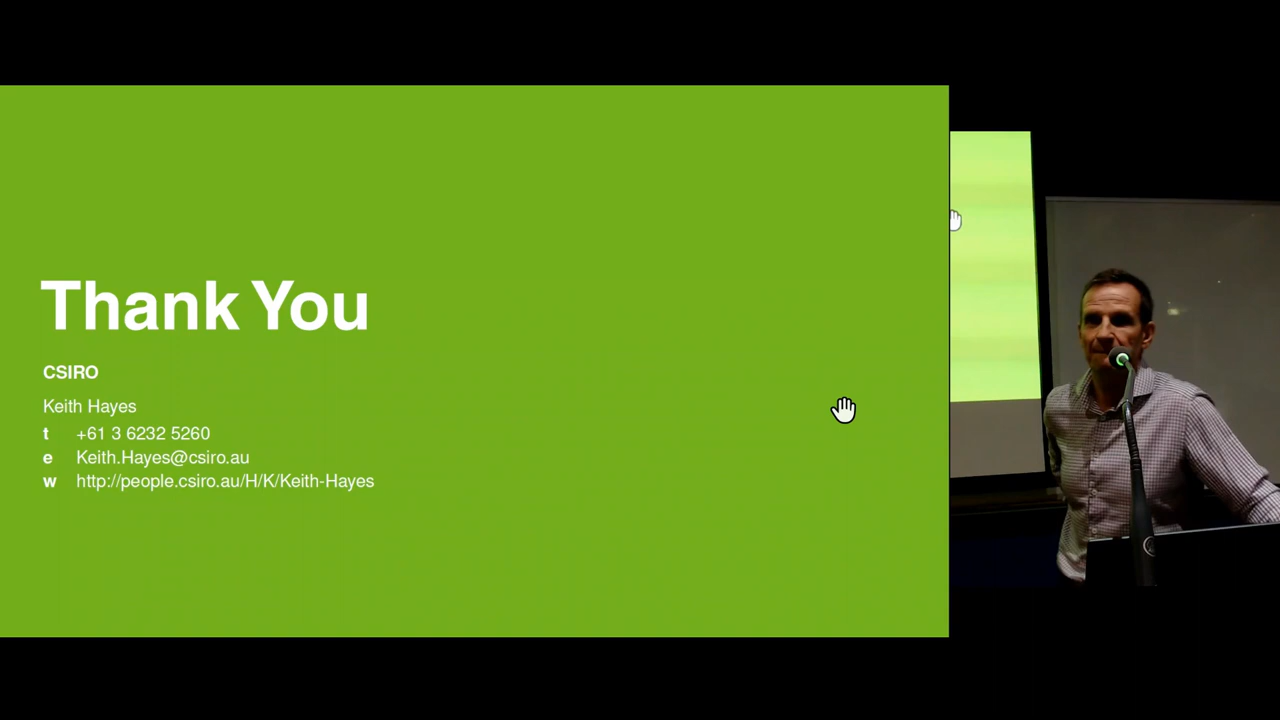 Thank You
CSIRO
Keith Hayes
t +61 3 6232 5260
e Keith.Hayes@csiro.au
w http://people.csiro.au/H/K/Keith-Hayes